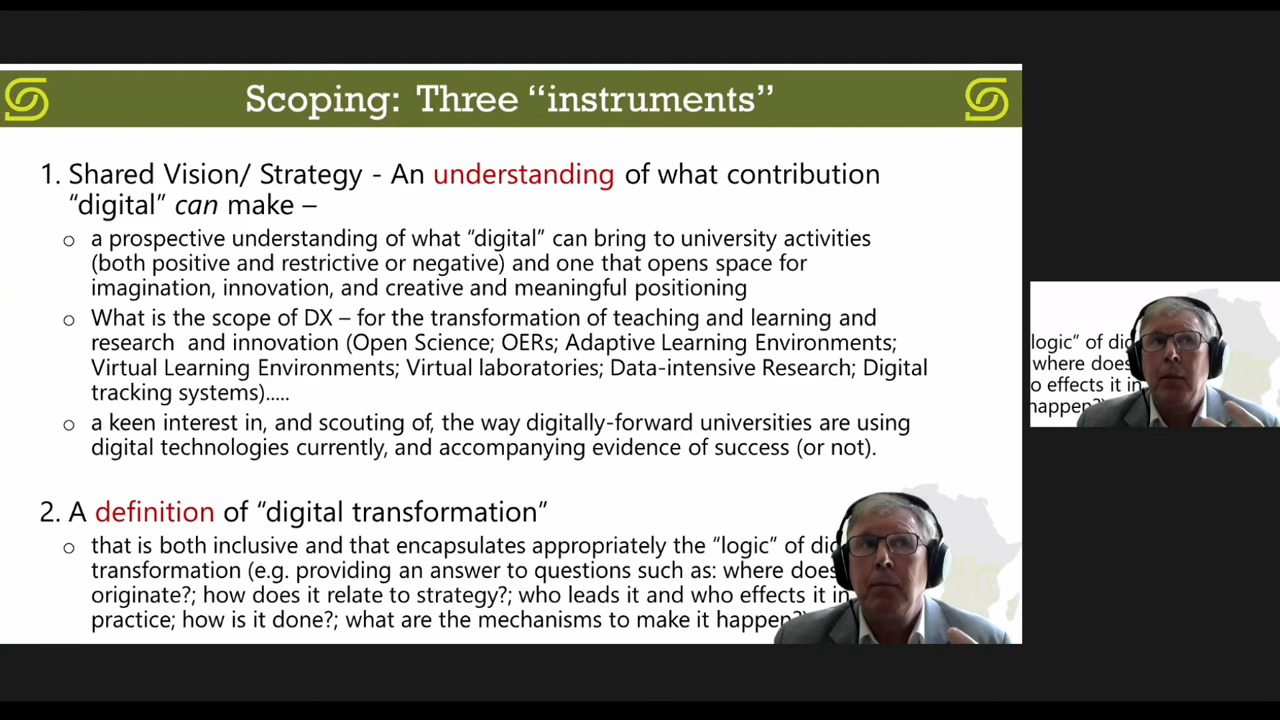 Scoping: Three “instruments”
1. Shared Vision/ Strategy - An understanding of what contribution
“digital” can make –
o a prospective understanding of what “digital” can bring to university activities
(both positive and restrictive or negative) and one that opens space for
imagination, innovation, and creative and meaningful positioning
o What is the scope of DX – for the transformation of teaching and learning and
research and innovation (Open Science; OERs; Adaptive Learning Environments;
Virtual Learning Environments; Virtual laboratories; Data-intensive Research; Digital
tracking systems).....
o a keen interest in, and scouting of, the way digitally-forward universities are using
digital technologies currently, and accompanying evidence of success (or not).
2. A definition of “digital transformation”
o that is both inclusive and that encapsulates appropriately the “logic” of dig
transformation (e.g. providing an answer to questions such as: where does
originate?; how does it relate to strategy?; who leads it and who effects it in
practice; how is it done?; what are the mechanisms to make it happen?)
logic” of dig
where does
o effects it in
happen?)